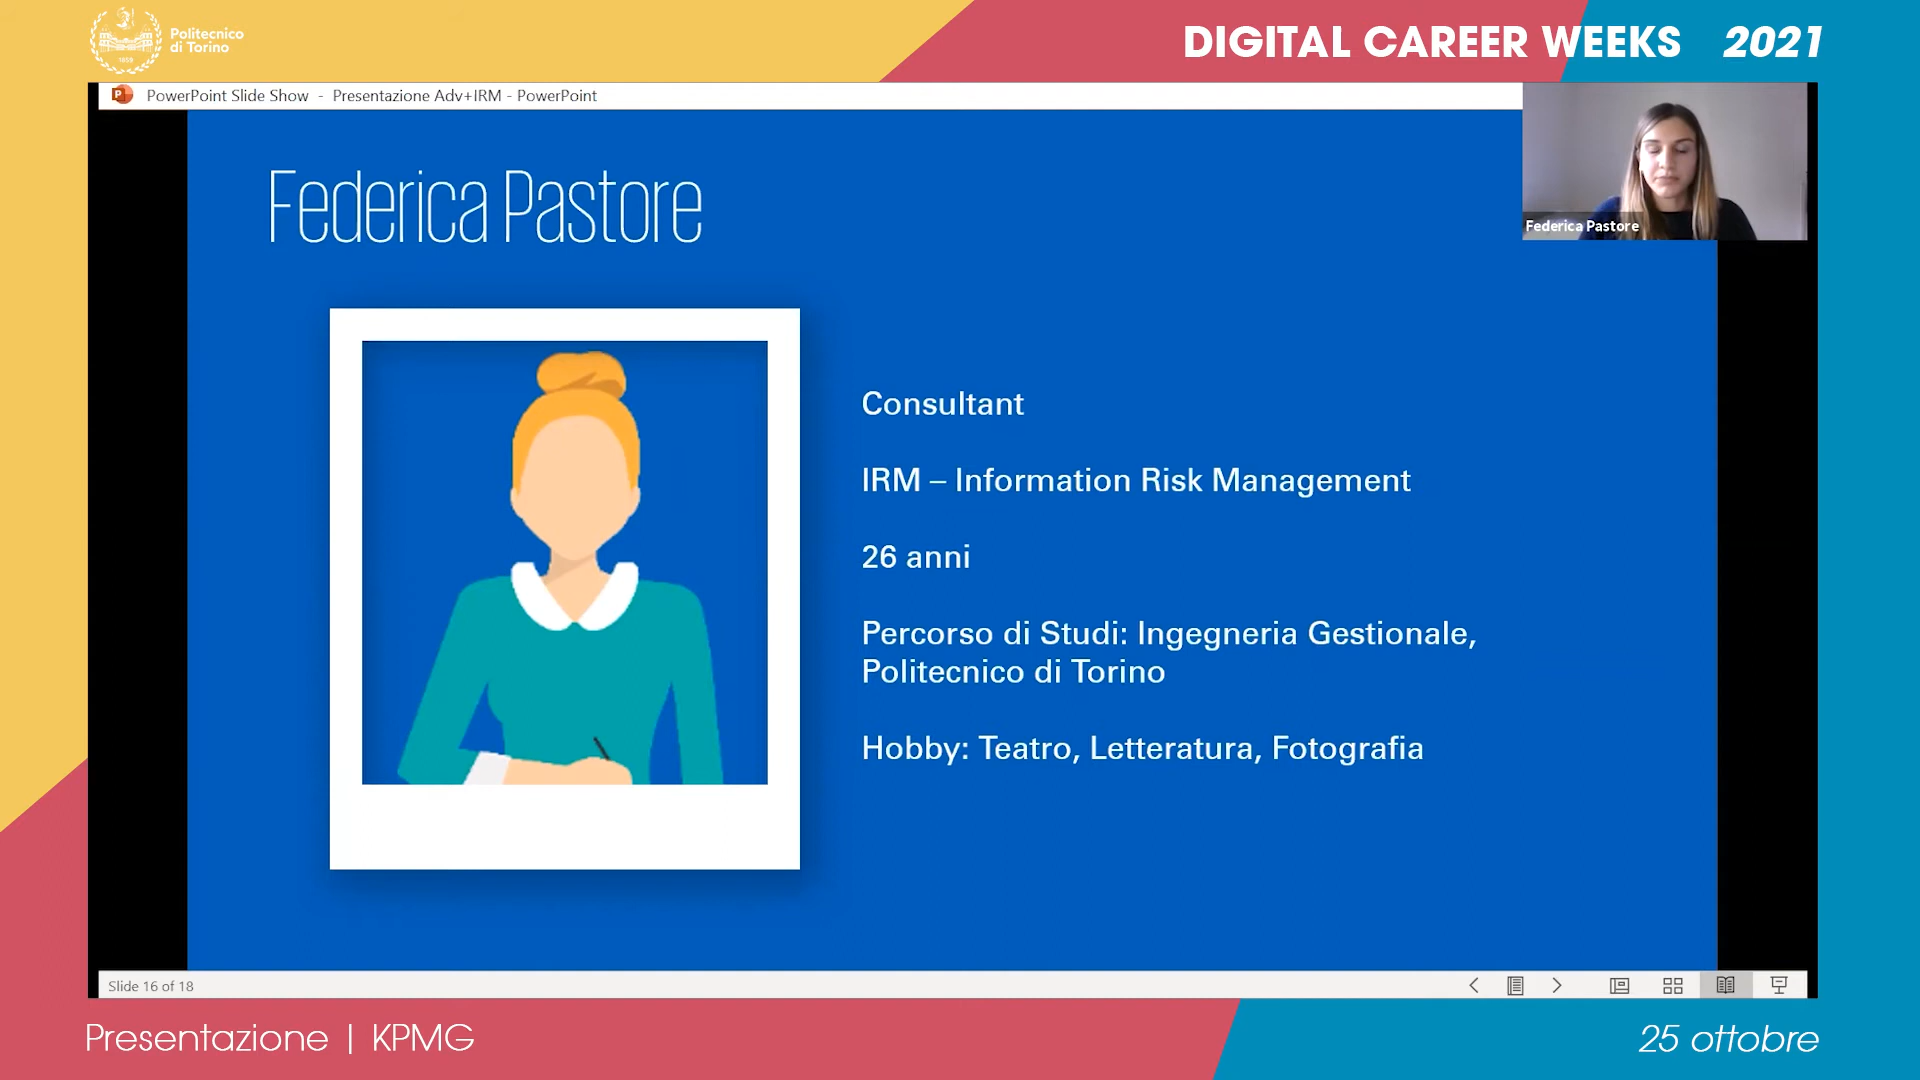 Politecnico
di Torino
1859
DIGITAL CAREER WEEKS 2021
PowerPoint Slide Show - Presentazione Adv+IRM - PowerPoint
Federica Pastore
Federica Pastore
Consultant
IRM – Information Risk Management
26 anni
Percorso di Studi: Ingegneria Gestionale,
Politecnico di Torino
Hobby: Teatro, Letteratura, Fotografia
Slide 16 of 18
Presentazione | KPMG
25 ottobre